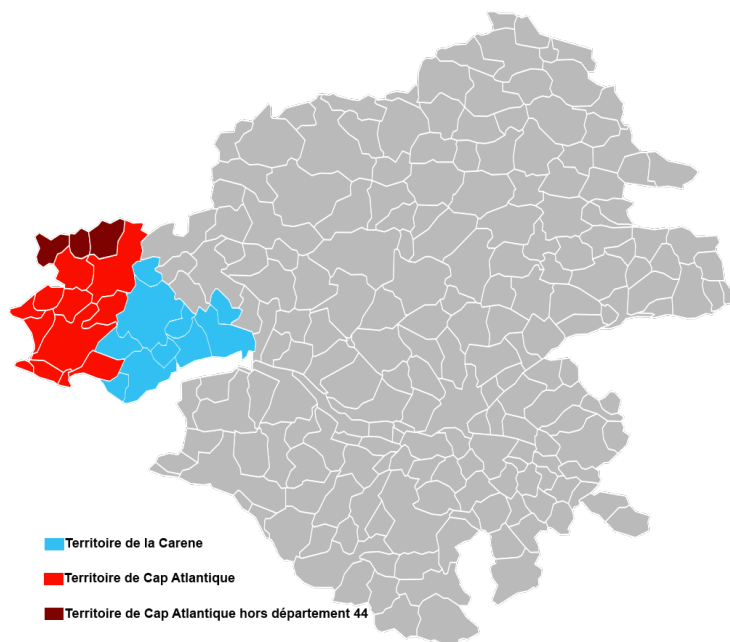 Territoire de la Carene
Territoire de Cap Atlantique
Territoire de Cap Atlantique hors département 44